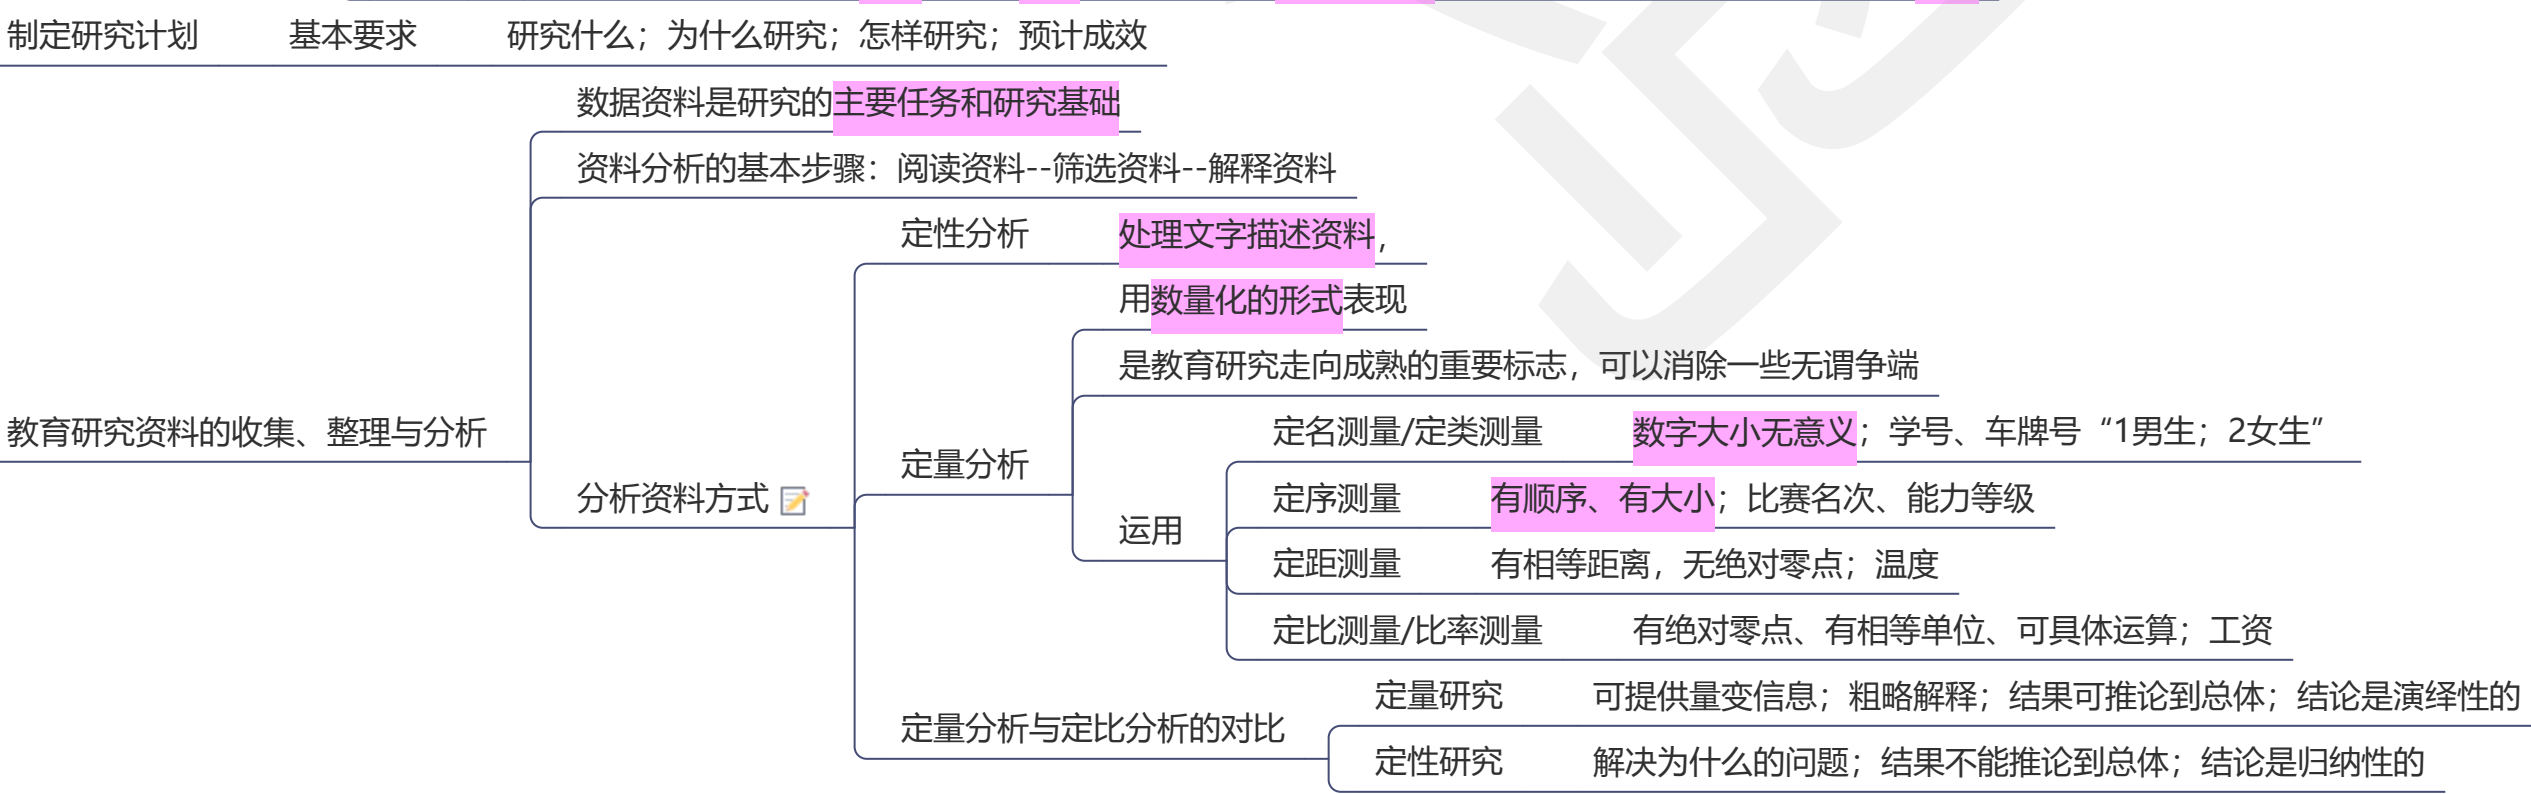 制定研究计划 基本要求 研究什么；为什么研究；怎样研究；预计成效
数据资料是研究的主要任务和研究基础
资料分析的基本步骤：阅读资料--筛选资料--解释资料
定性分析 处理文字描述资料，
用数量化的形式表现
是教育研究走向成熟的重要标志，可以消除一些无谓争端
教育研究资料的收集、整理与分析
定名测量/定类测量 数字大小无意义；学号、车牌号“1男生；2女生”
定量分析
分析资料方式
定序测量 有顺序、有大小；比赛名次、能力等级
运用
定距测量 有相等距离，无绝对零点；温度
定比测量/比率测量 有绝对零点、有相等单位、可具体运算；工资
定量分析与定比分析的对比
定量研究 可提供量变信息；粗略解释；结果可推论到总体；结论是演绎性的
定性研究 解决为什么的问题；结果不能推论到总体；结论是归纳性的